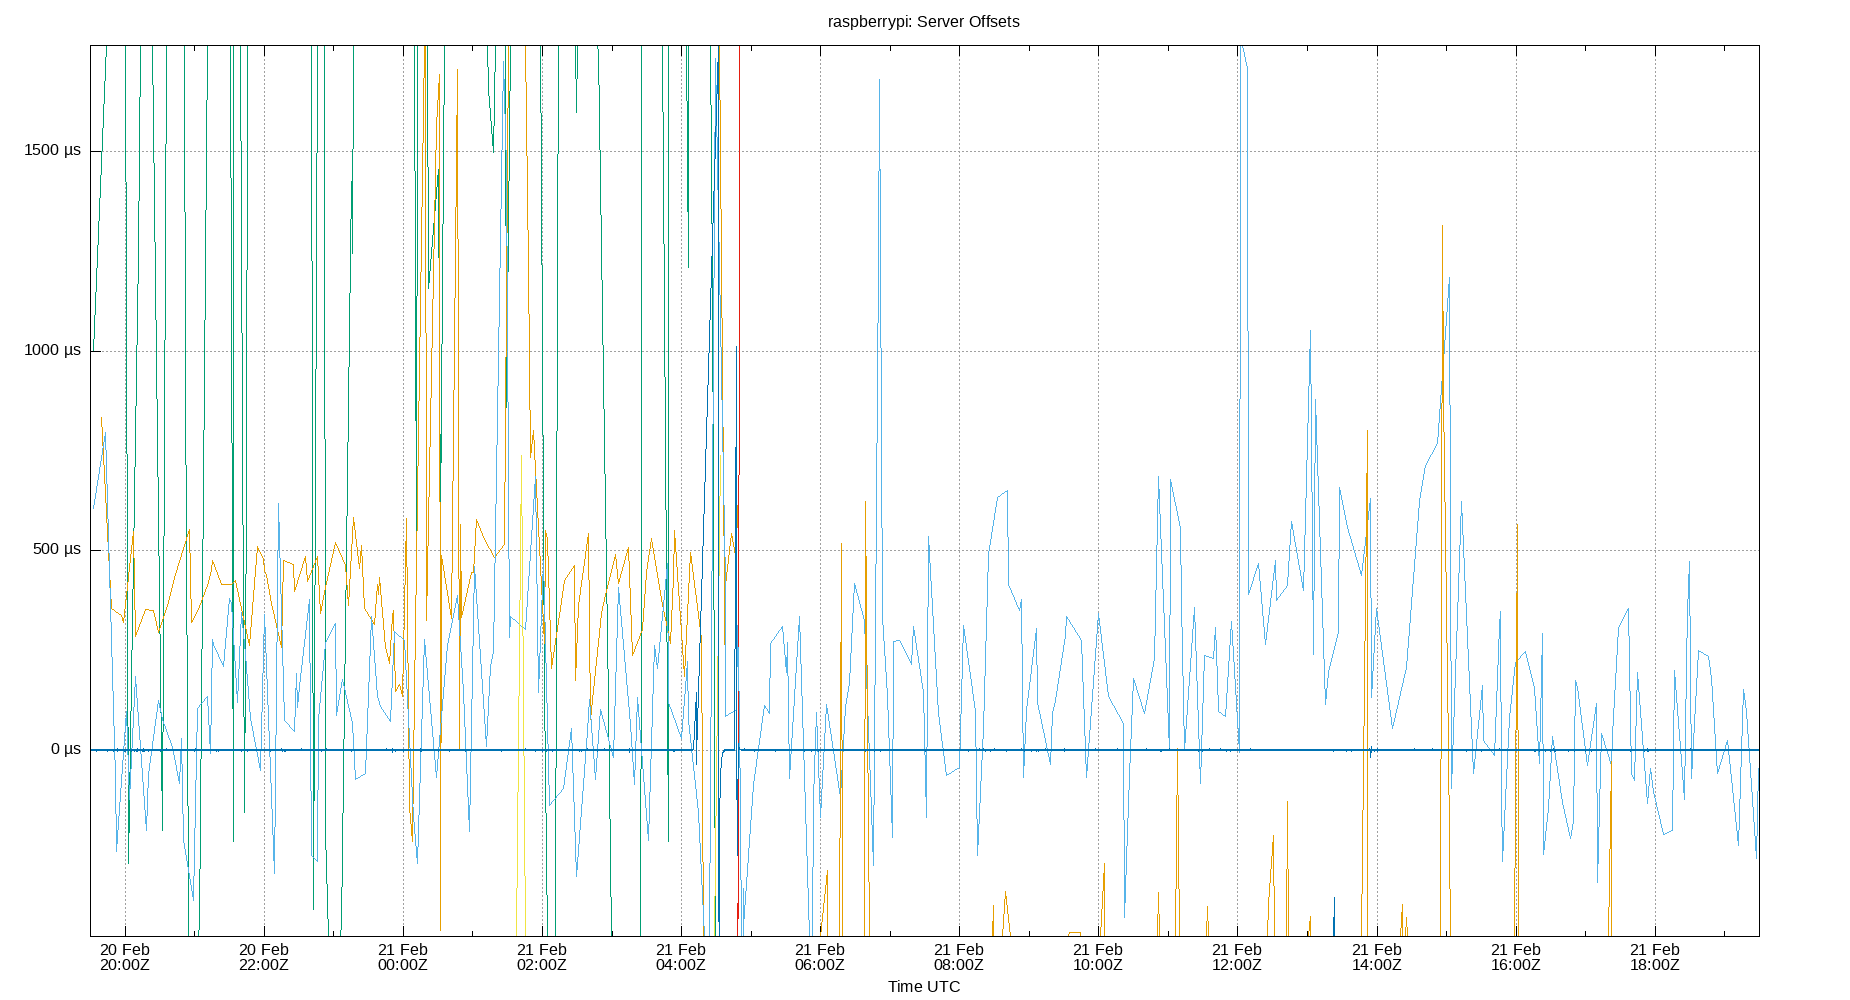 raspberrypi: Server Offsets
1500 µs
1000 µs
500 µs
0 µs
20 Feb 20 Feb 21 Feb 21 Feb 21 Feb 21 Feb 21 Feb 21 Feb 21 Feb 21 Feb 21 Feb 21 Feb
20:00Z 22:00Z 00:00Z 02:00Z 04:00Z 06:00Z 08:00Z 10:00Z 12:00Z 14:00Z 16:00Z 18:00Z
Time UTC